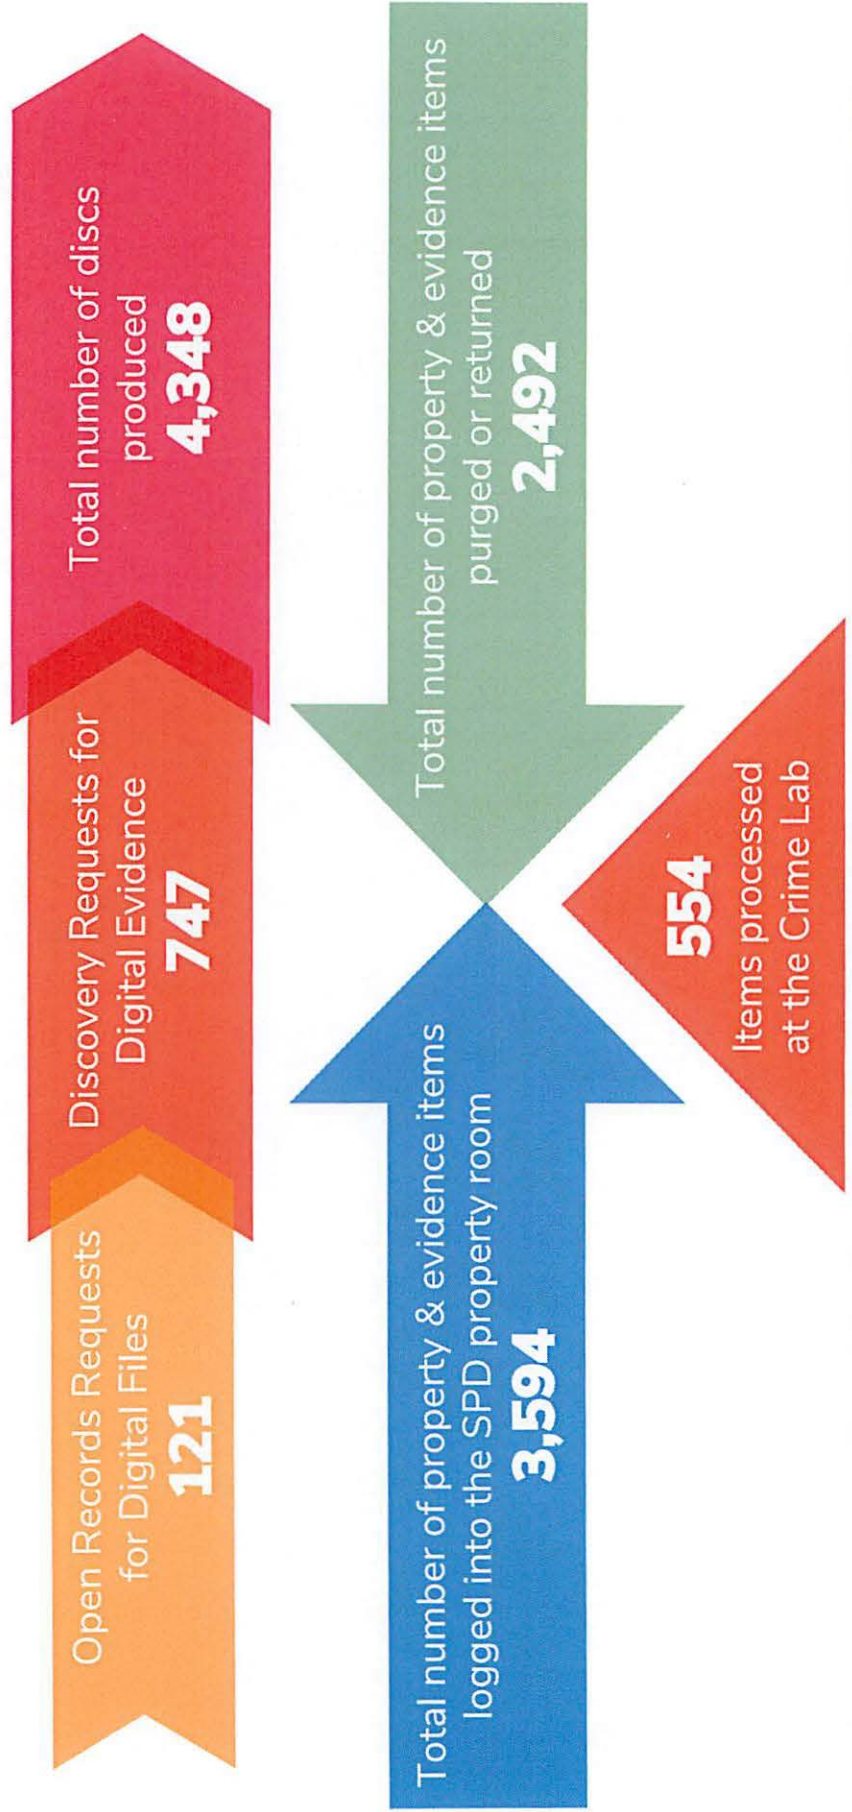 Open Records Requests
for Digital Files
121
Discovery Requests for
Digital Evidence
747
Total number of discs
produced
4,348
Total number of property & evidence items
logged into the SPD property room
3,594
Total number of property & evidence items
purged or returned
2,492
554
Items processed
at the Crime Lab